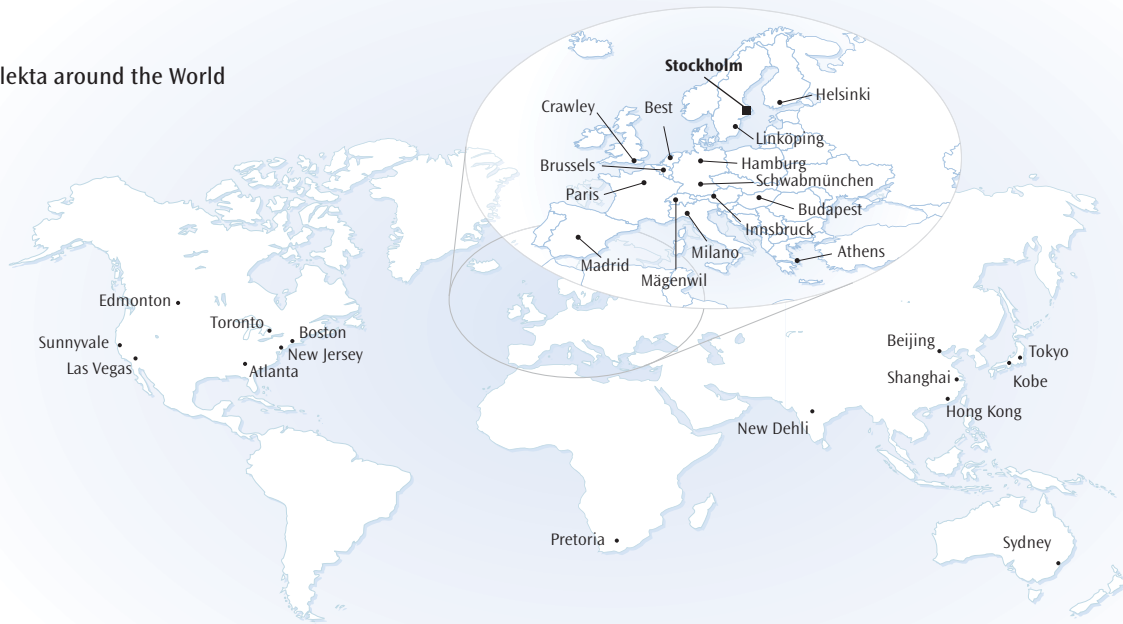 lekta around the World
Stockholm
Helsinki
Crawley
Best
Linköping
Brussels
Hamburg
Schwabmünchen
Paris
Budapest
Innsbruck
Milano
Athens
Madrid
Mägenwil
Edmonton
Toronto
Boston
Sunnyvale
New Jersey
Las Vegas
Atlanta
Beijing
Tokyo
Shanghai
Kobe
Hong Kong
New Dehli
Pretoria
Sydney